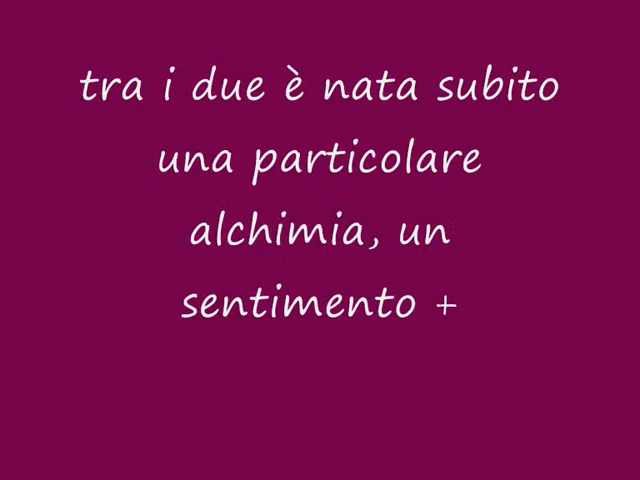 tra i due è nata subito
una particolare
alchimia, un
sentimento +